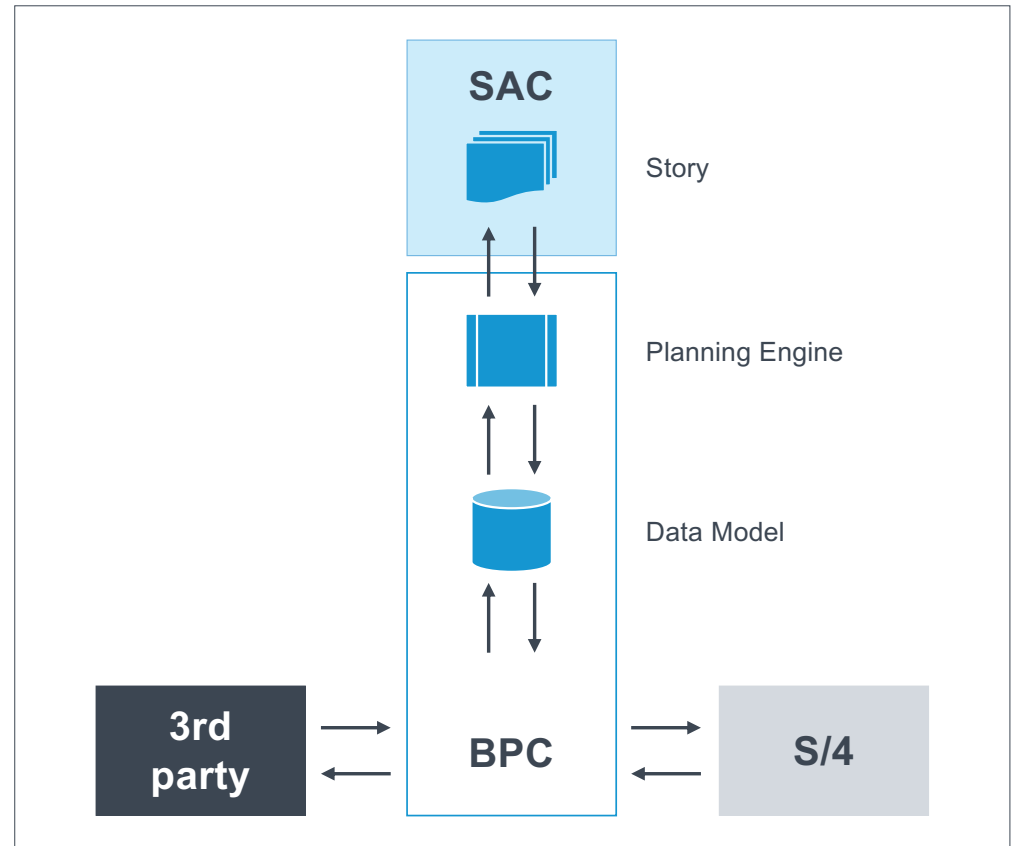 SAC
Story
Planning Engine
Data Model
3rd
party
BPC
S/4